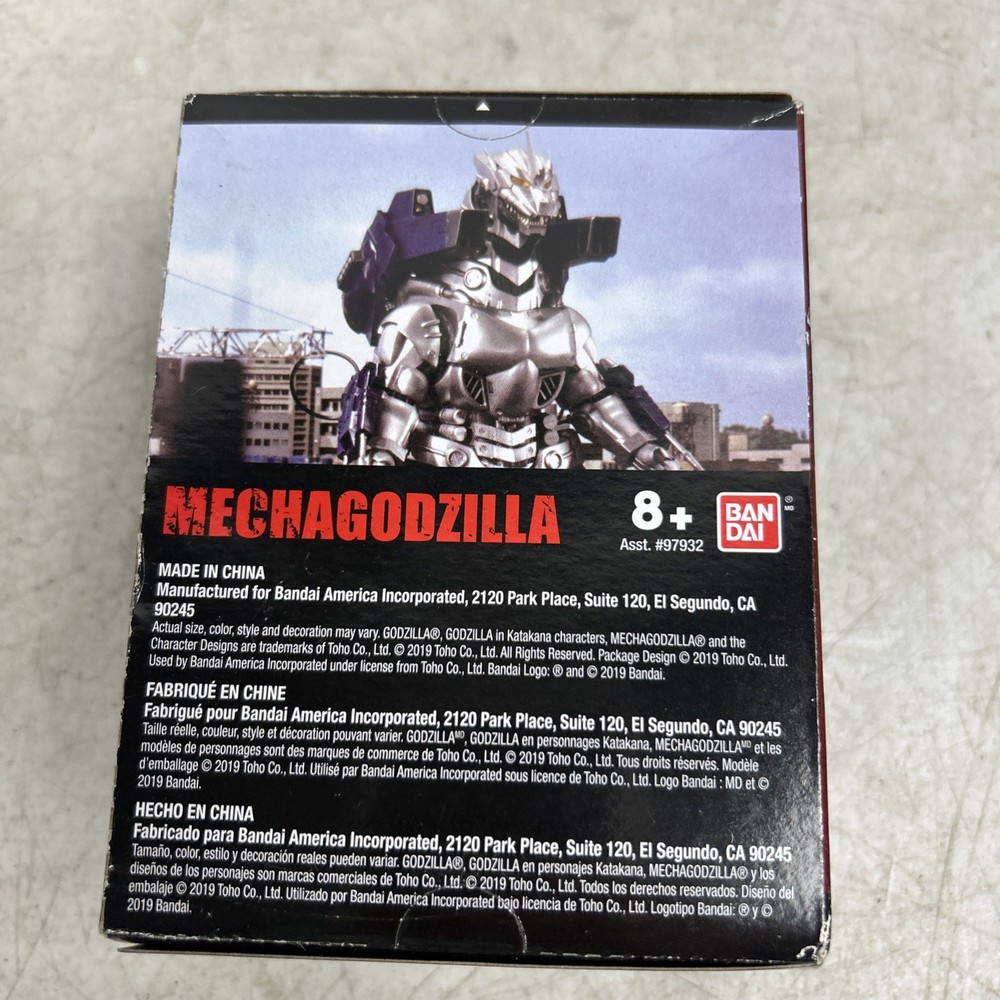 MECHAGODZILLA
8+
Asst. #97932
BAN
DAI
®
MD
MADE IN CHINA
Manufactured for Bandai America Incorporated, 2120 Park Place, Suite 120, El Segundo, CA
90245
Actual size, color, style and decoration may vary. GODZILLA®, GODZILLA in Katakana characters, MECHAGODZILLA® and the
Character Designs are trademarks of Toho Co., Ltd. © 2019 Toho Co., Ltd. All Rights Reserved. Package Design © 2019 Toho Co., Ltd.
Used by Bandai America Incorporated under license from Toho Co., Ltd. Bandai Logo: ® and © 2019 Bandai.
FABRIQUÉ EN CHINE
Fabrigué pour Bandai America Incorporated, 2120 Park Place, Suite 120, El Segundo, CA 90245
Taille réelle, couleur, style et décoration pouvant varier. GODZILLAᴹᴰ, GODZILLA en personnages Katakana, MECHAGODZILLAᴹᴰ et les
modèles de personnages sont des marques de commerce de Toho Co., Ltd. © 2019 Toho Co., Ltd. Tous droits réservés. Modèle
d'emballage © 2019 Toho Co., Ltd. Utilisé par Bandai America Incorporated sous licence de Toho Co., Ltd. Logo Bandai : MD et ©
2019 Bandai.
HECHO EN CHINA
Fabricado para Bandai America Incorporated, 2120 Park Place, Suite 120, El Segundo, CA 90245
Tamaño, color, estilo y decoración reales pueden variar. GODZILLA®, GODZILLA en personajes Katakana, MECHAGODZILLA® y los
diseños de los personajes son marcas comerciales de Toho Co., Ltd. © 2019 Toho Co., Ltd. Todos los derechos reservados. Diseño del
embalaje © 2019 Toho Co., Ltd. Utilizado por Bandai America Incorporated bajo licencia de Toho Co., Ltd. Logotipo Bandai: ® y ©
2019 Bandai.